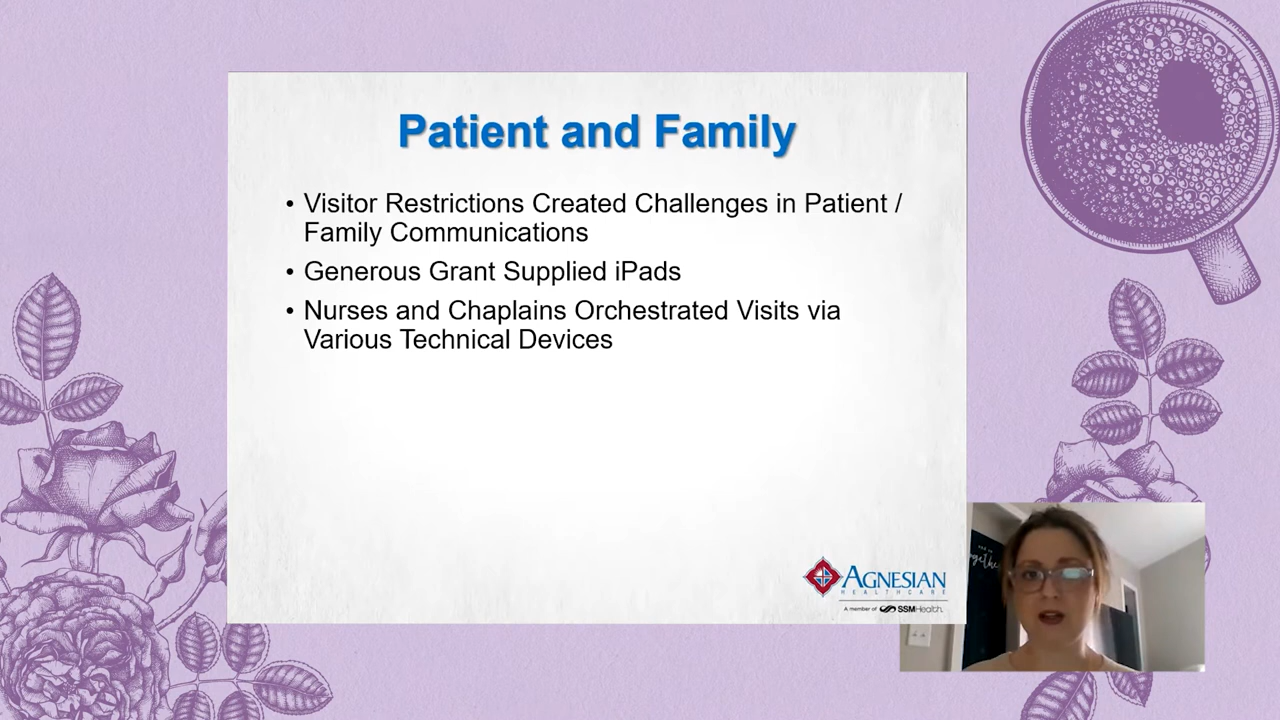 Patient and Family
• Visitor Restrictions Created Challenges in Patient /
Family Communications
• Generous Grant Supplied iPads
• Nurses and Chaplains Orchestrated Visits via
Various Technical Devices
AGNESIAN
HEALTHCARE
A member of SSMHealth.